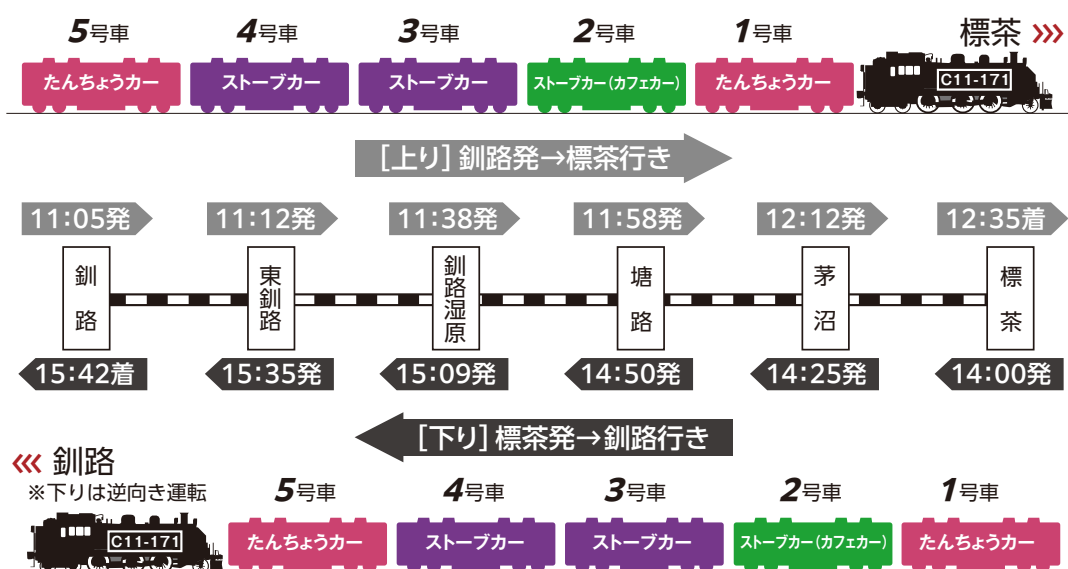 5号車 4号車 3号車 2号車 1号車 標茶 »›
たんちょうカー ストーブカー ストーブカー ストーブカー(カフェカー) たんちょうカー C11-171
[上り] 釧路発→標茶行き
11:05発 11:12発 11:38発 11:58発 12:12発 12:35着
釧路 東釧路 釧路湿原 塘路 茅沼 標茶
15:42着 15:35発 15:09発 14:50発 14:25発 14:00発
[下り] 標茶発→釧路行き
‹« 釧路
※下りは逆向き運転 5号車 4号車 3号車 2号車 1号車
C11-171 たんちょうカー ストーブカー ストーブカー ストーブカー(カフェカー) たんちょうカー